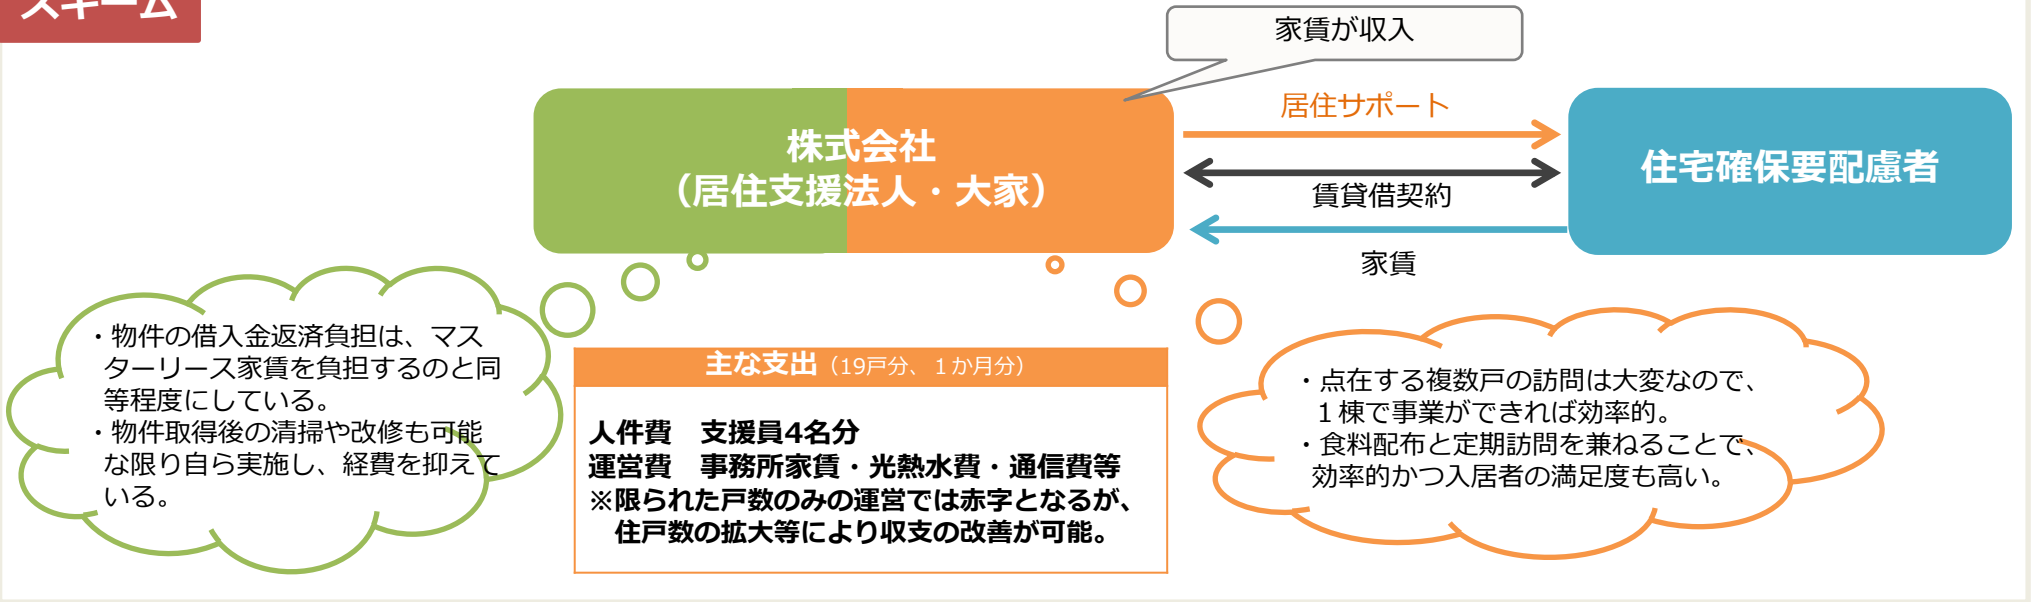 スキーム
家賃が収入
株式会社
（居住支援法人・大家）
居住サポート
賃貸借契約
家賃
住宅確保要配慮者
・物件の借入金返済負担は、マス
ターリース家賃を負担するのと同
等程度にしている。
・物件取得後の清掃や改修も可能
な限り自ら実施し、経費を抑えて
いる。
主な支出（19戸分、１か月分）
人件費　支援員4名分
運営費　事務所家賃・光熱水費・通信費等
※限られた戸数のみの運営では赤字となるが、
住戸数の拡大等により収支の改善が可能。
・点在する複数戸の訪問は大変なので、
１棟で事業ができれば効率的。
・食料配布と定期訪問を兼ねることで、
効率的かつ入居者の満足度も高い。